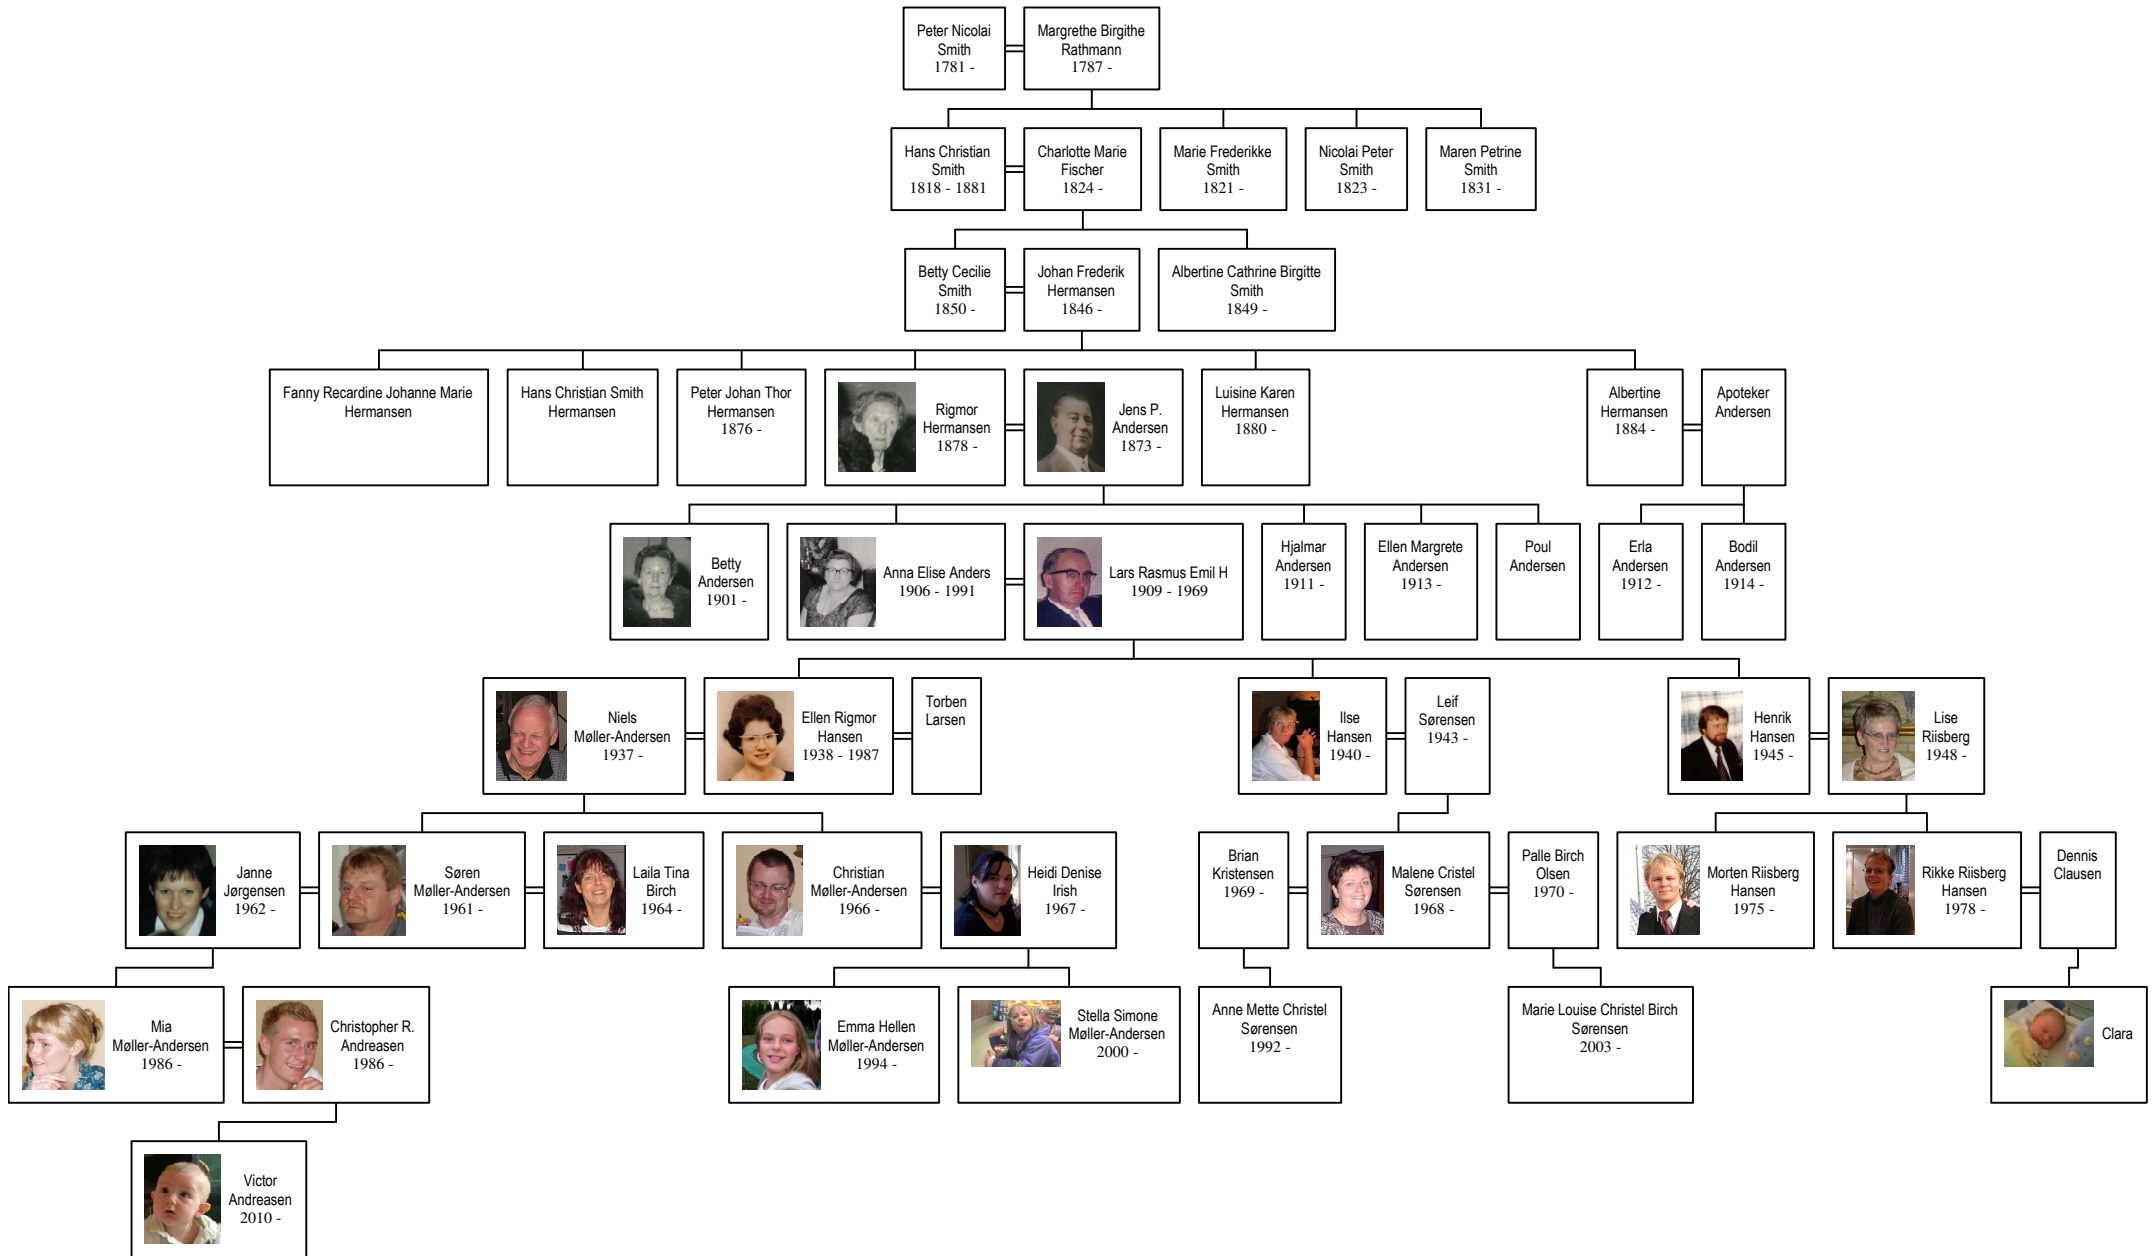 Peter Nicolai
Smith
1781 -
Margrethe Birgithe
Rathmann
1787 -
Hans Christian
Smith
1818 - 1881
Charlotte Marie
Fischer
1824 -
Marie Frederikke
Smith
1821 -
Nicolai Peter
Smith
1823 -
Maren Petrine
Smith
1831 -
Betty Cecilie
Smith
1850 -
Johan Frederik
Hermansen
1846 -
Albertine Cathrine Birgitte
Smith
1849 -
Fanny Recardine Johanne Marie
Hermansen
Hans Christian Smith
Hermansen
Peter Johan Thor
Hermansen
1876 -
Rigmor
Hermansen
1878 -
Jens P.
Andersen
1873 -
Luisine Karen
Hermansen
1880 -
Albertine
Hermansen
1884 -
Apoteker
Andersen
Betty
Andersen
1901 -
Anna Elise Anders
1906 - 1991
Lars Rasmus Emil H
1909 - 1969
Hjalmar
Andersen
1911 -
Ellen Margrete
Andersen
1913 -
Poul
Andersen
Erla
Andersen
1912 -
Bodil
Andersen
1914 -
Niels
Møller-Andersen
1937 -
Ellen Rigmor
Hansen
1938 - 1987
Torben
Larsen
Ilse
Hansen
1940 -
Leif
Sørensen
1943 -
Henrik
Hansen
1945 -
Lise
Riisberg
1948 -
Janne
Jørgensen
1962 -
Søren
Møller-Andersen
1961 -
Laila Tina
Birch
1964 -
Christian
Møller-Andersen
1966 -
Heidi Denise
Irish
1967 -
Brian
Kristensen
1969 -
Malene Cristel
Sørensen
1968 -
Palle Birch
Olsen
1970 -
Morten Riisberg
Hansen
1975 -
Rikke Riisberg
Hansen
1978 -
Dennis
Clausen
Mia
Møller-Andersen
1986 -
Christopher R.
Andreasen
1986 -
Emma Hellen
Møller-Andersen
1994 -
Stella Simone
Møller-Andersen
2000 -
Anne Mette Christel
Sørensen
1992 -
Marie Louise Christel Birch
Sørensen
2003 -
Clara
Victor
Andreasen
2010 -